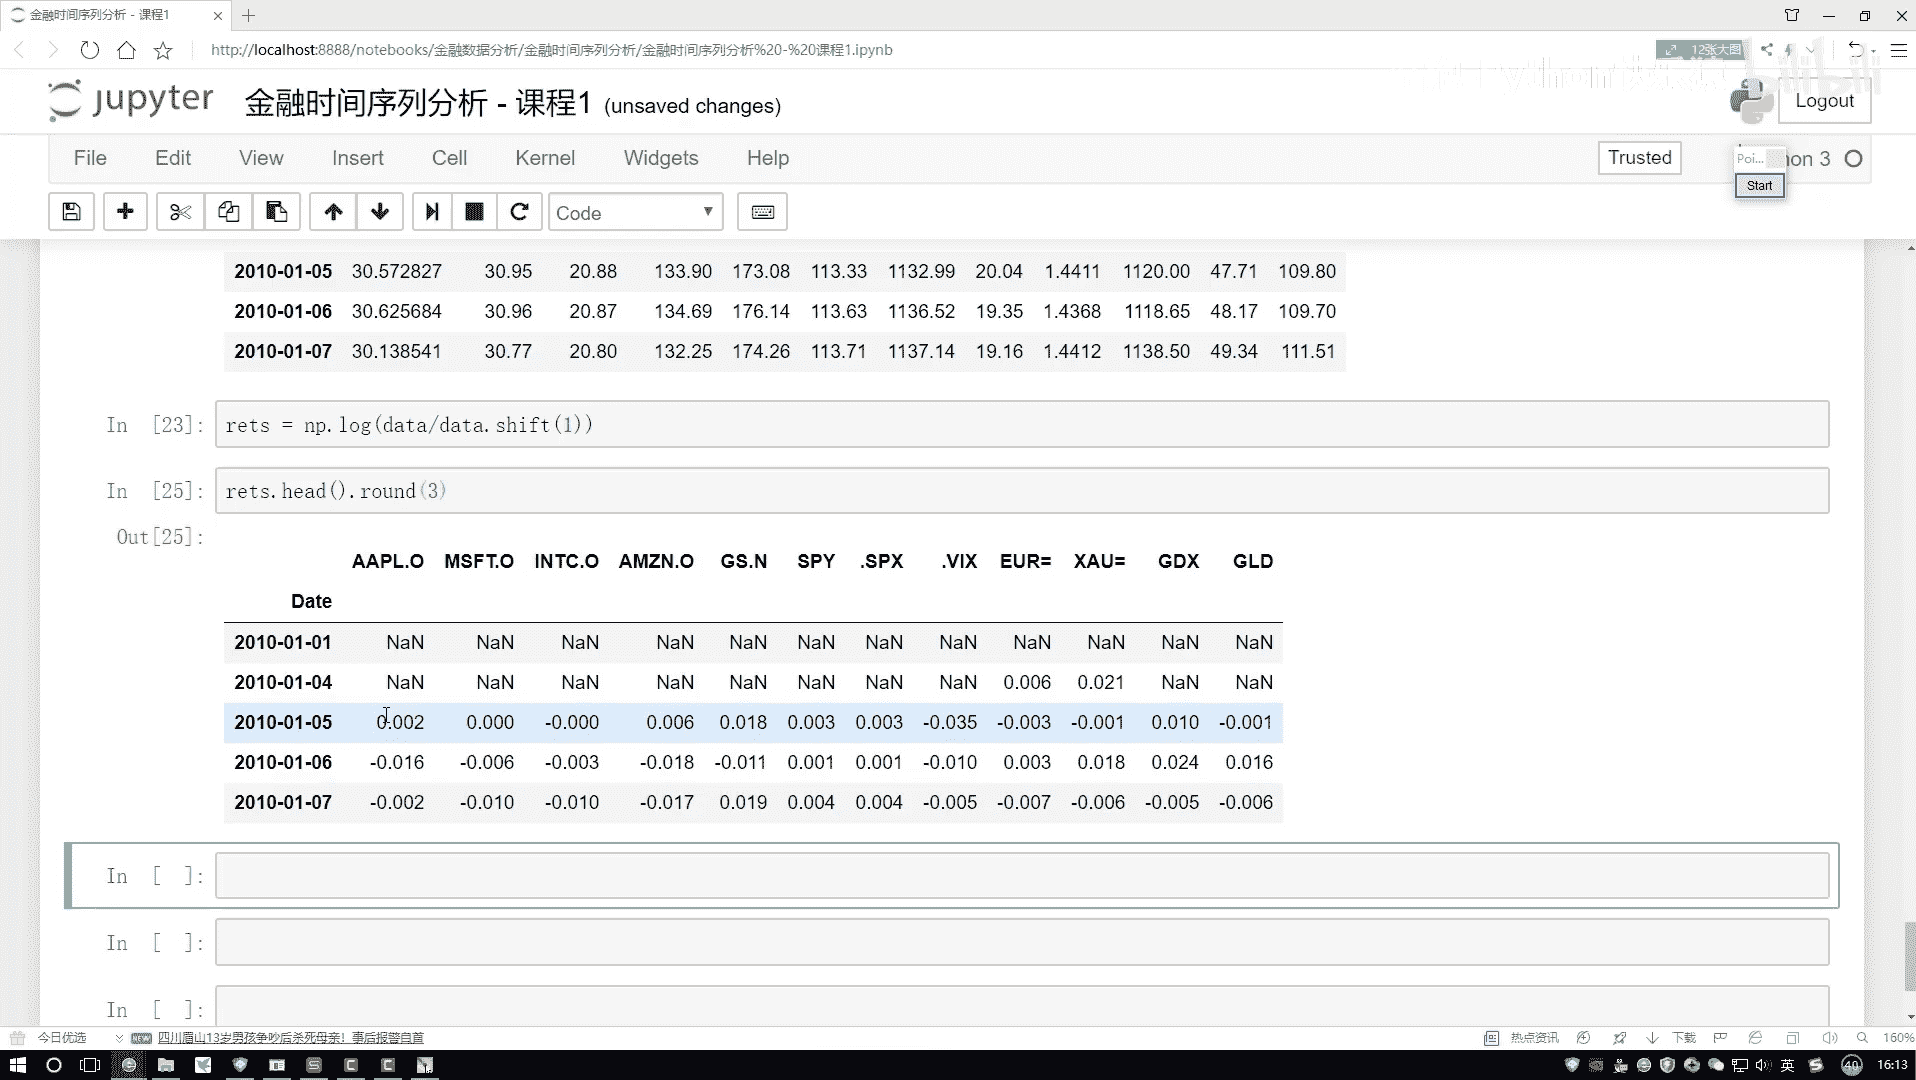 金融时间序列分析 - 课程1
http://localhost:8888/notebooks/金融数据分析/金融时间序列分析/金融时间序列分析%20-%20课程1.ipynb
12张大图
bilibili
jupyter 金融时间序列分析 - 课程1 (unsaved changes)
Logout
File Edit View Insert Cell Kernel Widgets Help
Trusted
Poi... hon 3
Start
Code
2010-01-05 30.572827 30.95 20.88 133.90 173.08 113.33 1132.99 20.04 1.4411 1120.00 47.71 109.80
2010-01-06 30.625684 30.96 20.87 134.69 176.14 113.63 1136.52 19.35 1.4368 1118.65 48.17 109.70
2010-01-07 30.138541 30.77 20.80 132.25 174.26 113.71 1137.14 19.16 1.4412 1138.50 49.34 111.51
In [23]: rets = np.log(data/data.shift(1))
In [25]: rets.head().round(3)
Out[25]:
AAPL.O MSFT.O INTC.O AMZN.O GS.N SPY .SPX .VIX EUR= XAU= GDX GLD
Date
2010-01-01 NaN NaN NaN NaN NaN NaN NaN NaN NaN NaN NaN NaN
2010-01-04 NaN NaN NaN NaN NaN NaN NaN NaN 0.006 0.021 NaN NaN
2010-01-05 0.002 0.000 -0.000 0.006 0.018 0.003 0.003 -0.035 -0.003 -0.001 0.010 -0.001
2010-01-06 -0.016 -0.006 -0.003 -0.018 -0.011 0.001 0.001 -0.010 0.003 0.018 0.024 0.016
2010-01-07 -0.002 -0.010 -0.010 -0.017 0.019 0.004 0.004 -0.005 -0.007 -0.006 -0.005 -0.006
In [ ]:
In [ ]:
In [ ]:
今日优选 NEW 四川眉山13岁男孩争吵后杀死母亲！事后报警自首 热点资讯 下载 160%
英 40 16:13